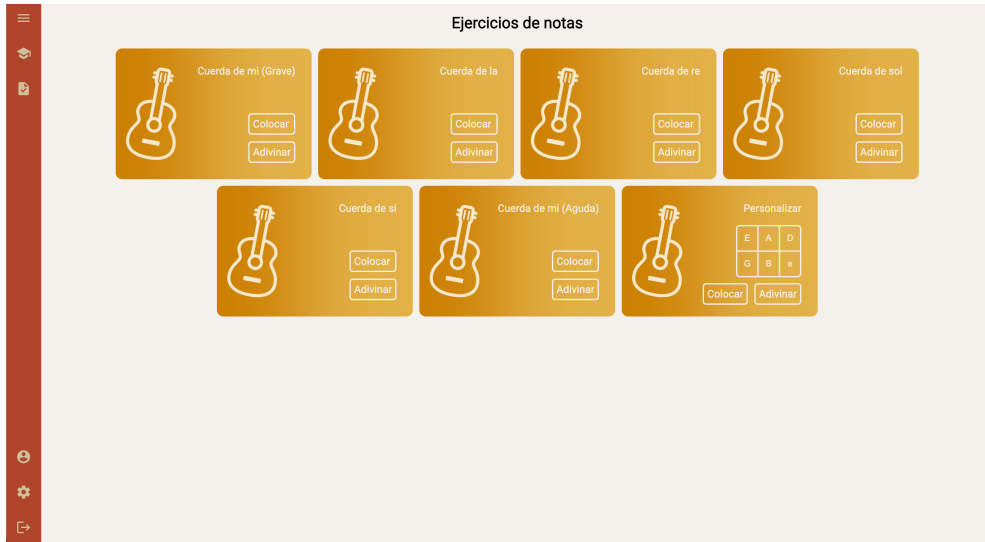 Ejercicios de notas
Cuerda de mi (Grave)
Colocar
Adivinar
Cuerda de la
Colocar
Adivinar
Cuerda de re
Colocar
Adivinar
Cuerda de sol
Colocar
Adivinar
Cuerda de si
Colocar
Adivinar
Cuerda de mi (Aguda)
Colocar
Adivinar
Personalizar
E A D
G B e
Colocar Adivinar